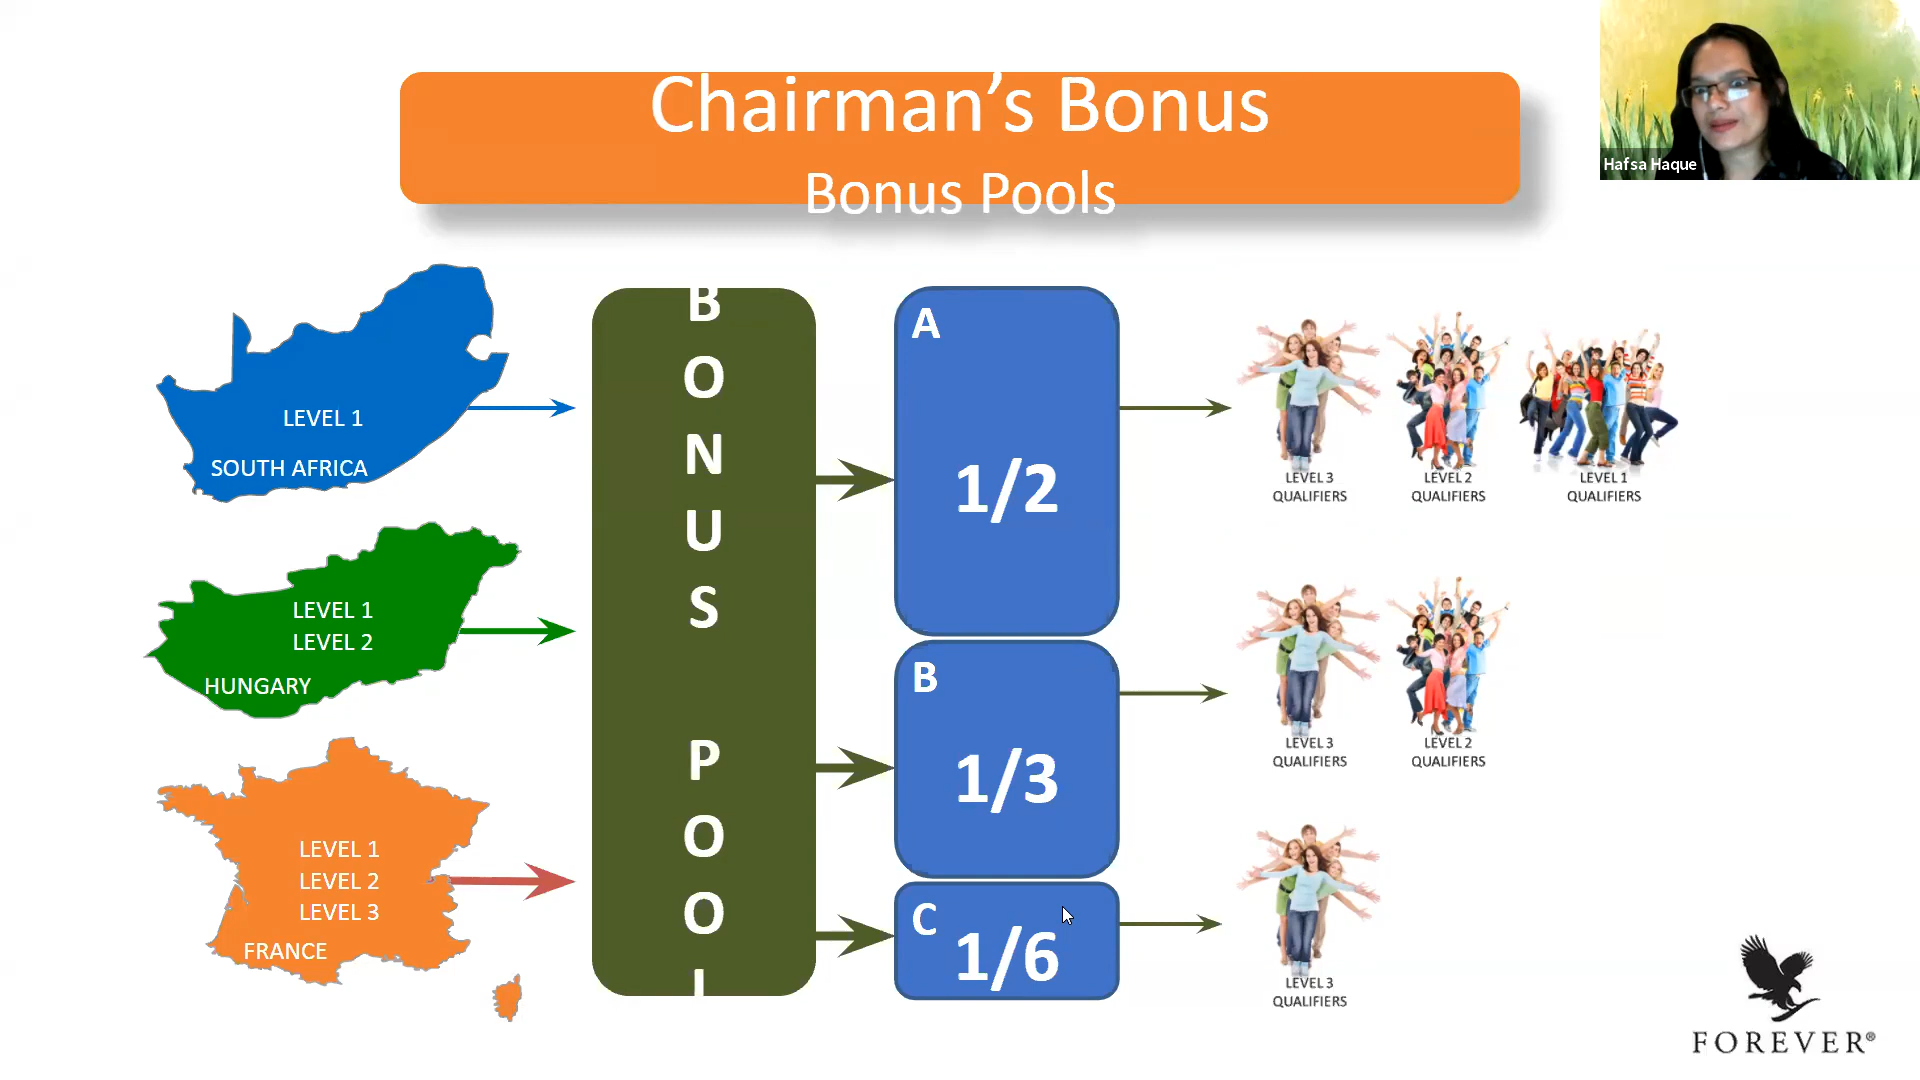 Chairman's Bonus
Bonus Pools
Hafsa Haque
LEVEL 1
SOUTH AFRICA
LEVEL 1
LEVEL 2
HUNGARY
LEVEL 1
LEVEL 2
LEVEL 3
FRANCE
B
O
N
U
S
P
O
O
L
A
1/2
B
1/3
C
1/6
LEVEL 3
QUALIFIERS
LEVEL 2
QUALIFIERS
LEVEL 1
QUALIFIERS
LEVEL 3
QUALIFIERS
LEVEL 2
QUALIFIERS
LEVEL 3
QUALIFIERS
FOREVER®